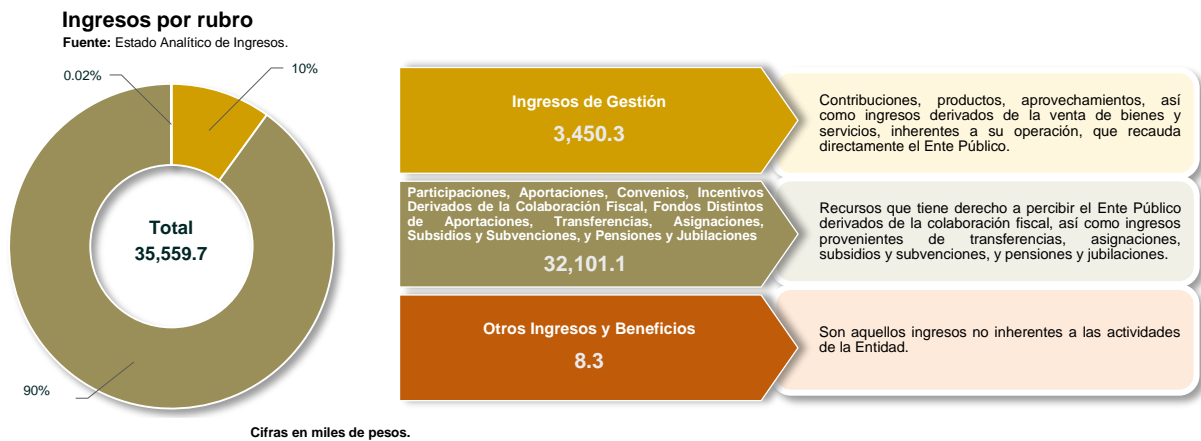 Ingresos por rubro
Fuente: Estado Analítico de Ingresos.
0.02%
10%
Total
35,559.7
90%
Ingresos de Gestión
3,450.3
Contribuciones, productos, aprovechamientos, así
como ingresos derivados de la venta de bienes y
servicios, inherentes a su operación, que recauda
directamente el Ente Público.
Participaciones, Aportaciones, Convenios, Incentivos
Derivados de la Colaboración Fiscal, Fondos Distintos
de Aportaciones, Transferencias, Asignaciones,
Subsidios y Subvenciones, y Pensiones y Jubilaciones
32,101.1
Recursos que tiene derecho a percibir el Ente Público
derivados de la colaboración fiscal, así como ingresos
provenientes de transferencias, asignaciones,
subsidios y subvenciones, y pensiones y jubilaciones.
Otros Ingresos y Beneficios
8.3
Son aquellos ingresos no inherentes a las actividades
de la Entidad.
Cifras en miles de pesos.